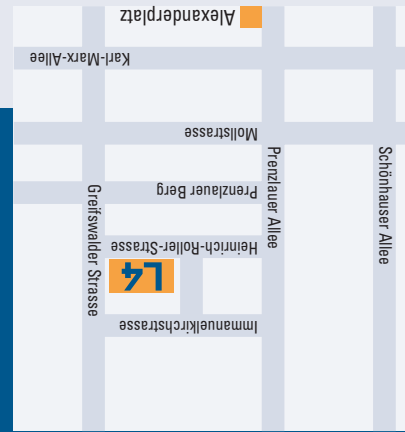 Alexanderplatz
Karl-Marx-Allee
Mollstrasse
Prenzlauer Allee
Schönhauser Allee
Prenzlauer Berg
Greifswalder Strasse
Heinrich-Roller-Strasse
L4
Immanuelkirchstrasse